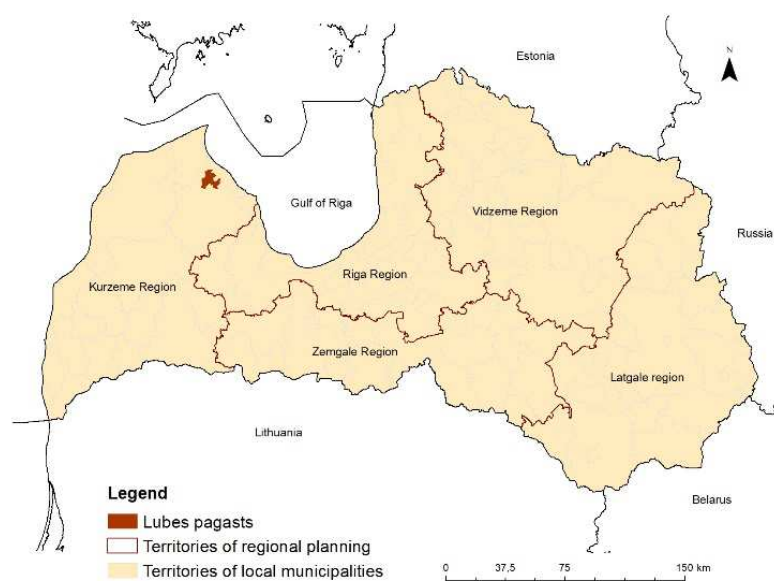 Estonia
N
Gulf of Riga
Vidzeme Region
Russia
Riga Region
Kurzeme Region
Zemgale Region
Latgale region
Lithuania
Legend
Belarus
Lubes pagasts
Territories of regional planning
Territories of local municipalities
0 37.5 75 150 km